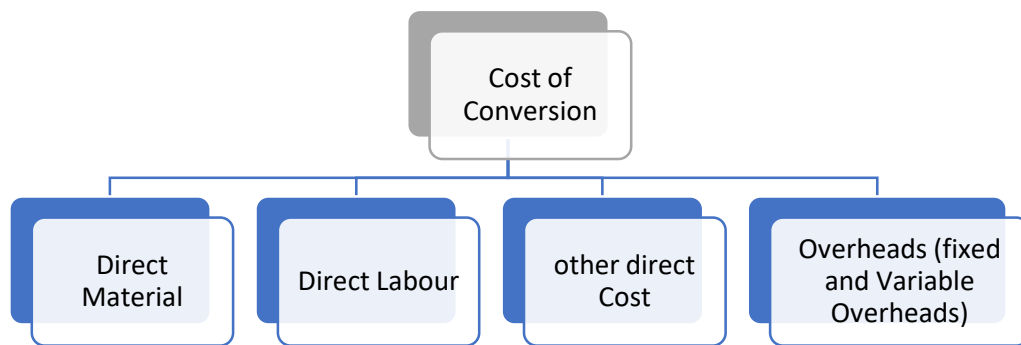 Cost of
Conversion
Direct
Material
Direct Labour
other direct
Cost
Overheads (fixed
and Variable
Overheads)